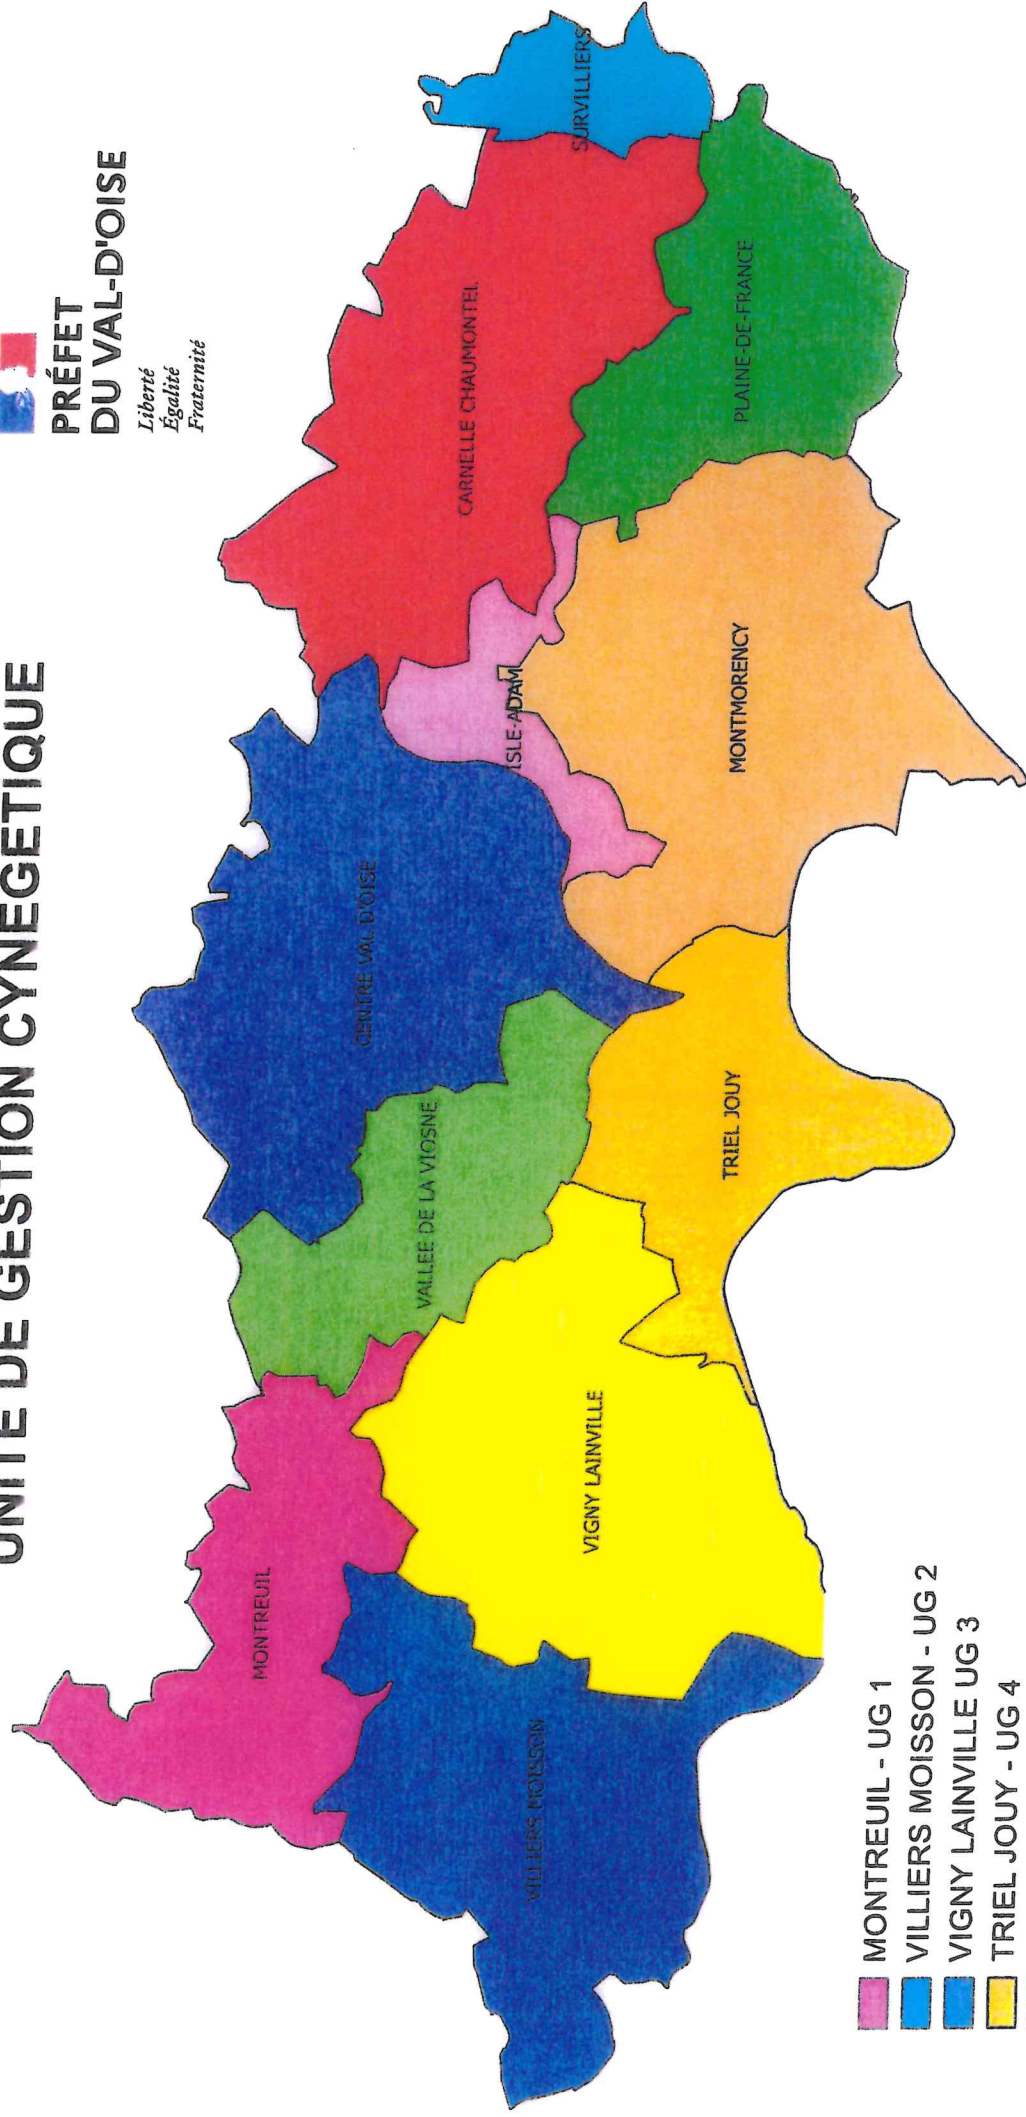 UNITE DE GESTION CYNEGETIQUE
PRÉFET
DU VAL-D'OISE
Liberté
Égalité
Fraternité
MONTREUIL
VALLEE DE LA VIOSNE
CENTRE VAL D'OISE
CARNELLE CHAUMONTEL
SURVILLIERS
ISLE-ADAM
VILLIERS MOISSON
VIGNY LAINVILLE
TRIEL JOUY
MONTMORENCY
PLAINE-DE-FRANCE
MONTREUIL - UG 1
VILLIERS MOISSON - UG 2
VIGNY LAINVILLE UG 3
TRIEL JOUY - UG 4